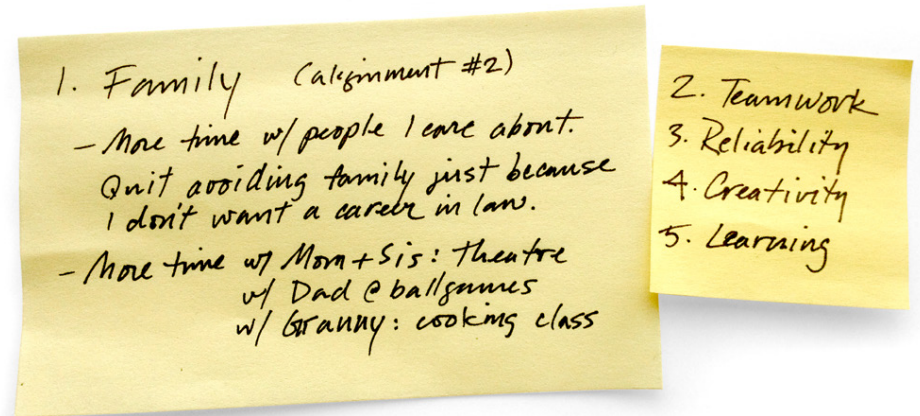 1. Family (alignment #2)
– More time w/ people I care about.
Quit avoiding family just because
I don't want a career in law.
– More time w/ Mom + Sis: Theatre
w/ Dad @ ballgames
w/ Granny: cooking class
2. Teamwork
3. Reliability
4. Creativity
5. Learning